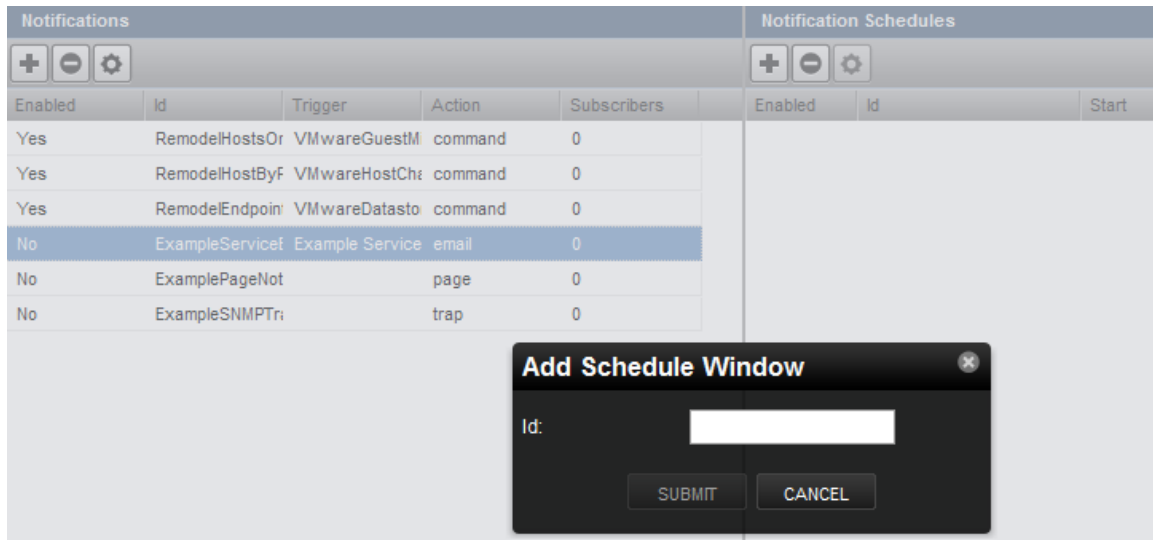 Notifications
Notification Schedules
Enabled Id Trigger Action Subscribers
Enabled Id Start
Yes RemodelHostsOr VMwareGuestM command 0
Yes RemodelHostByF VMwareHostCha command 0
Yes RemodelEndpoin VMwareDatasto command 0
No ExampleServiceE Example Service email 0
No ExamplePageNot page 0
No ExampleSNMPTra trap 0
Add Schedule Window
Id:
SUBMIT CANCEL